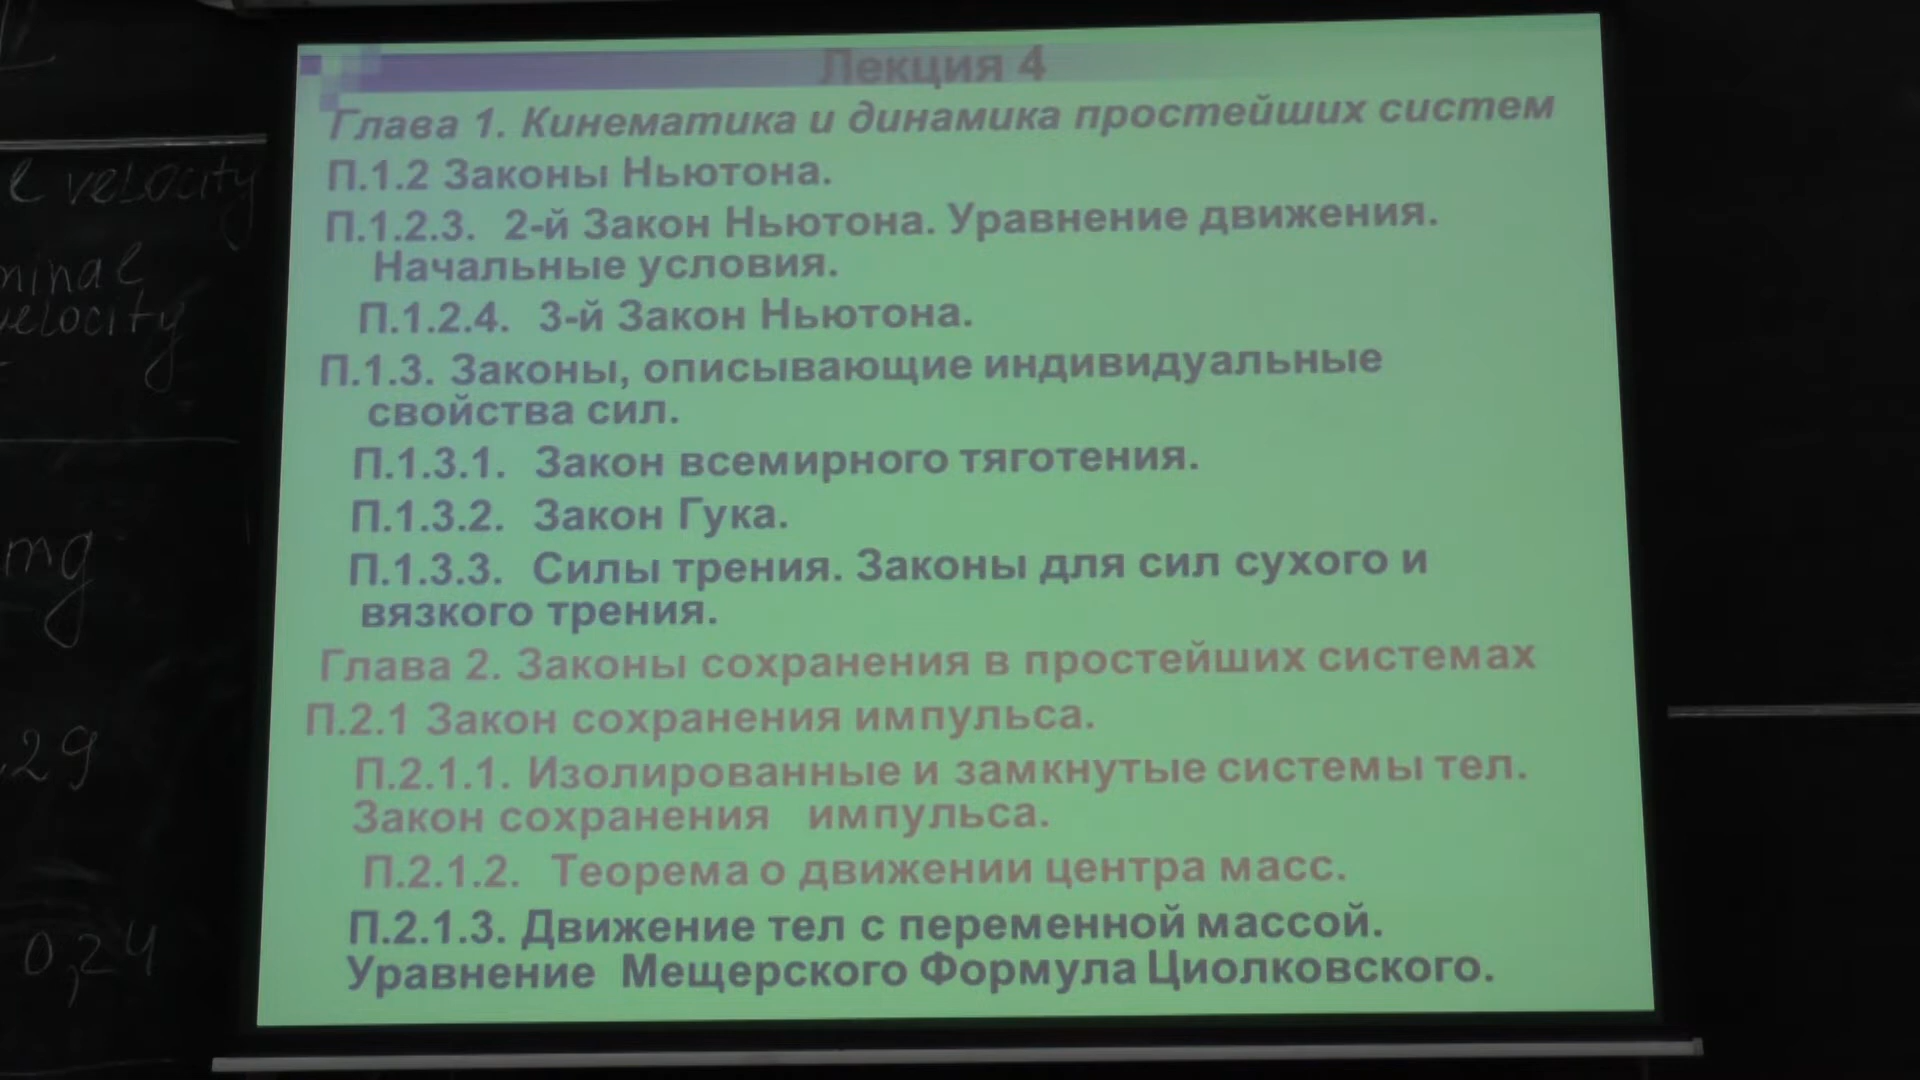 Лекция 4
Глава 1. Кинематика и динамика простейших систем
П.1.2 Законы Ньютона.
П.1.2.3. 2-й Закон Ньютона. Уравнение движения.
Начальные условия.
П.1.2.4. 3-й Закон Ньютона.
П.1.3. Законы, описывающие индивидуальные
свойства сил.
П.1.3.1. Закон всемирного тяготения.
П.1.3.2. Закон Гука.
П.1.3.3. Силы трения. Законы для сил сухого и
вязкого трения.
Глава 2. Законы сохранения в простейших системах
П.2.1 Закон сохранения импульса.
П.2.1.1. Изолированные и замкнутые системы тел.
Закон сохранения импульса.
П.2.1.2. Теорема о движении центра масс.
П.2.1.3. Движение тел с переменной массой.
Уравнение Мещерского Формула Циолковского.
velocity
velocity
mg
0,24